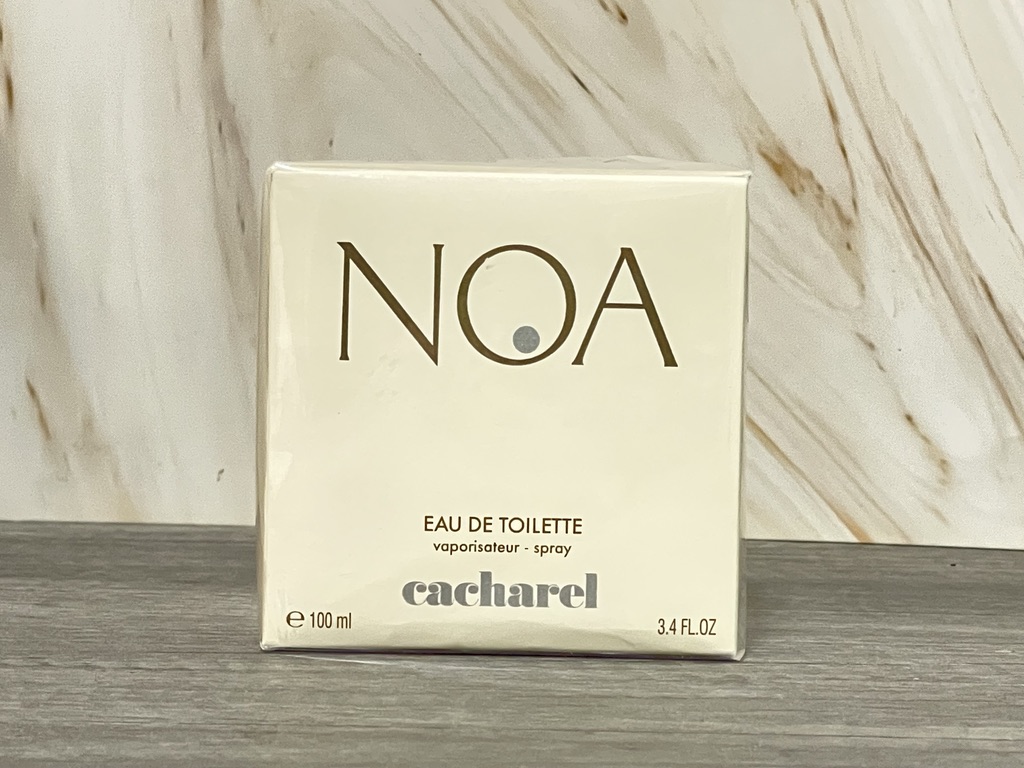 NOA
EAU DE TOILETTE
vaporisateur - spray
cacharel
℮ 100 ml
3.4 FL.OZ